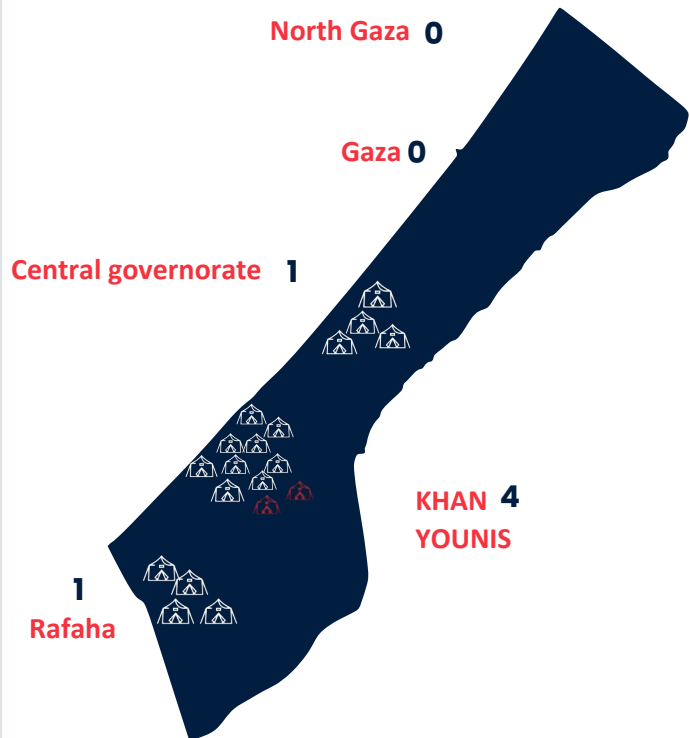 North Gaza 0
Gaza 0
Central governorate 1
KHAN 4
YOUNIS
1
Rafaha